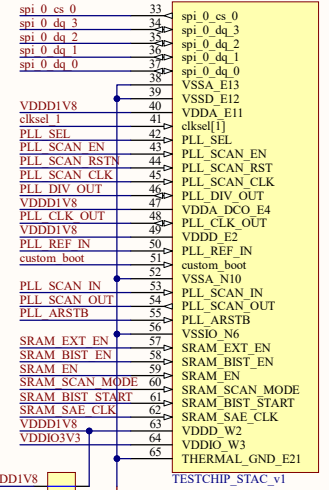 spi_0_cs_0 33 spi_0_cs_0
spi_0_dq_3 34 spi_0_dq_3
spi_0_dq_2 35 spi_0_dq_2
spi_0_dq_1 36 spi_0_dq_1
spi_0_dq_0 37 spi_0_dq_0
38 VSSA_E13
39 VSSD_E12
VDDD1V8 40 VDDA_E11
clksel_1 41 clksel[1]
PLL_SEL 42 PLL_SEL
PLL_SCAN_EN 43 PLL_SCAN_EN
PLL_SCAN_RSTN 44 PLL_SCAN_RST
PLL_SCAN_CLK 45 PLL_SCAN_CLK
PLL_DIV_OUT 46 PLL_DIV_OUT
VDDD1V8 47 VDDA_DCO_E4
PLL_CLK_OUT 48 PLL_CLK_OUT
VDDD1V8 49 VDDD_E2
PLL_REF_IN 50 PLL_REF_IN
custom_boot 51 custom_boot
52 VSSA_N10
PLL_SCAN_IN 53 PLL_SCAN_IN
PLL_SCAN_OUT 54 PLL_SCAN_OUT
PLL_ARSTB 55 PLL_ARSTB
56 VSSIO_N6
SRAM_EXT_EN 57 SRAM_EXT_EN
SRAM_BIST_EN 58 SRAM_BIST_EN
SRAM_EN 59 SRAM_EN
SRAM_SCAN_MODE 60 SRAM_SCAN_MODE
SRAM_BIST_START 61 SRAM_BIST_START
SRAM_SAE_CLK 62 SRAM_SAE_CLK
VDDD1V8 63 VDDD_W2
VDDIO3V3 64 VDDIO_W3
65 THERMAL_GND_E21
DD1V8 TESTCHIP_STAC_v1